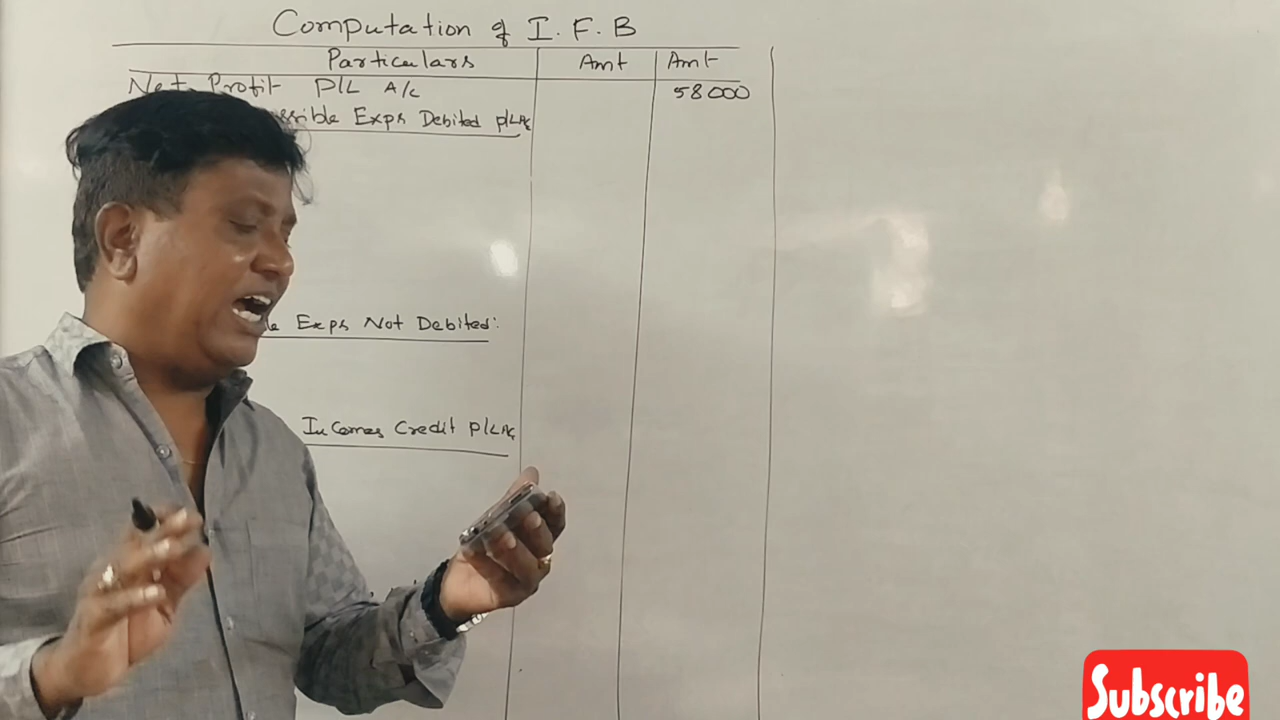 Computation of I. F. B
Particulars Amt Amt
Net Profit P/L A/c 58000
Exps Debited P/L A/c
Exps Not Debited:
Incomes Credit P/L A/c
Subscribe